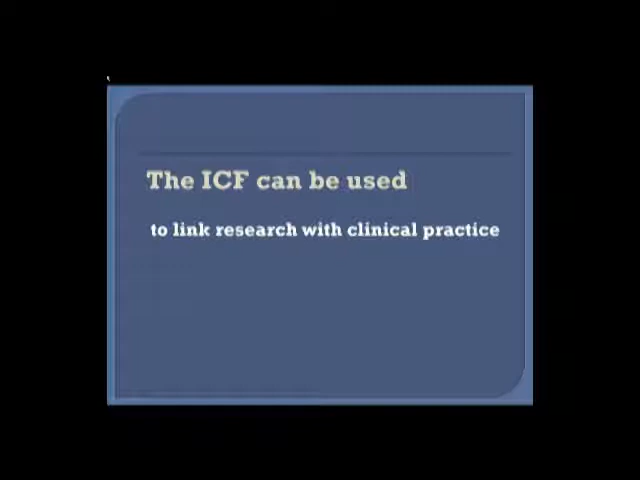 The ICF can be used
to link research with clinical practice